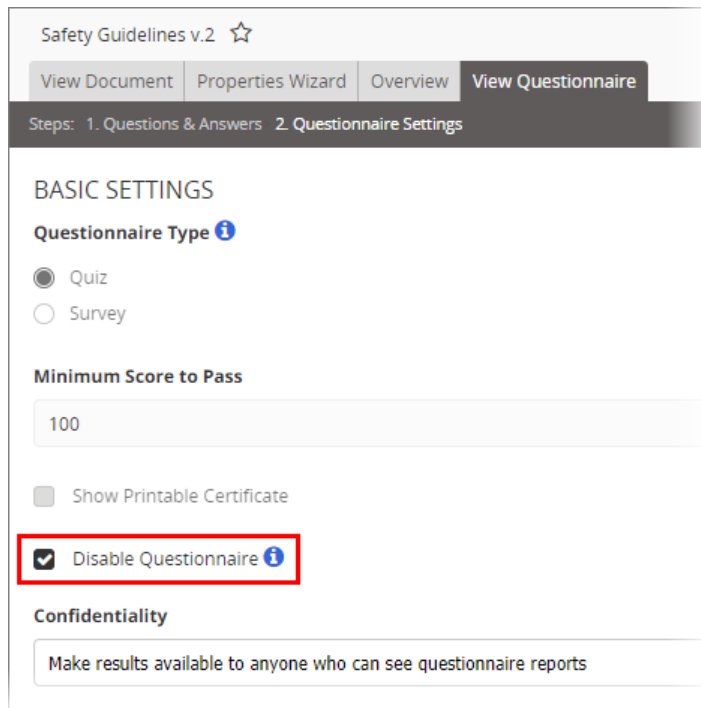 Safety Guidelines v.2
View Document Properties Wizard Overview View Questionnaire
Steps: 1. Questions & Answers 2. Questionnaire Settings
BASIC SETTINGS
Questionnaire Type
Quiz
Survey
Minimum Score to Pass
100
Show Printable Certificate
Disable Questionnaire
Confidentiality
Make results available to anyone who can see questionnaire reports